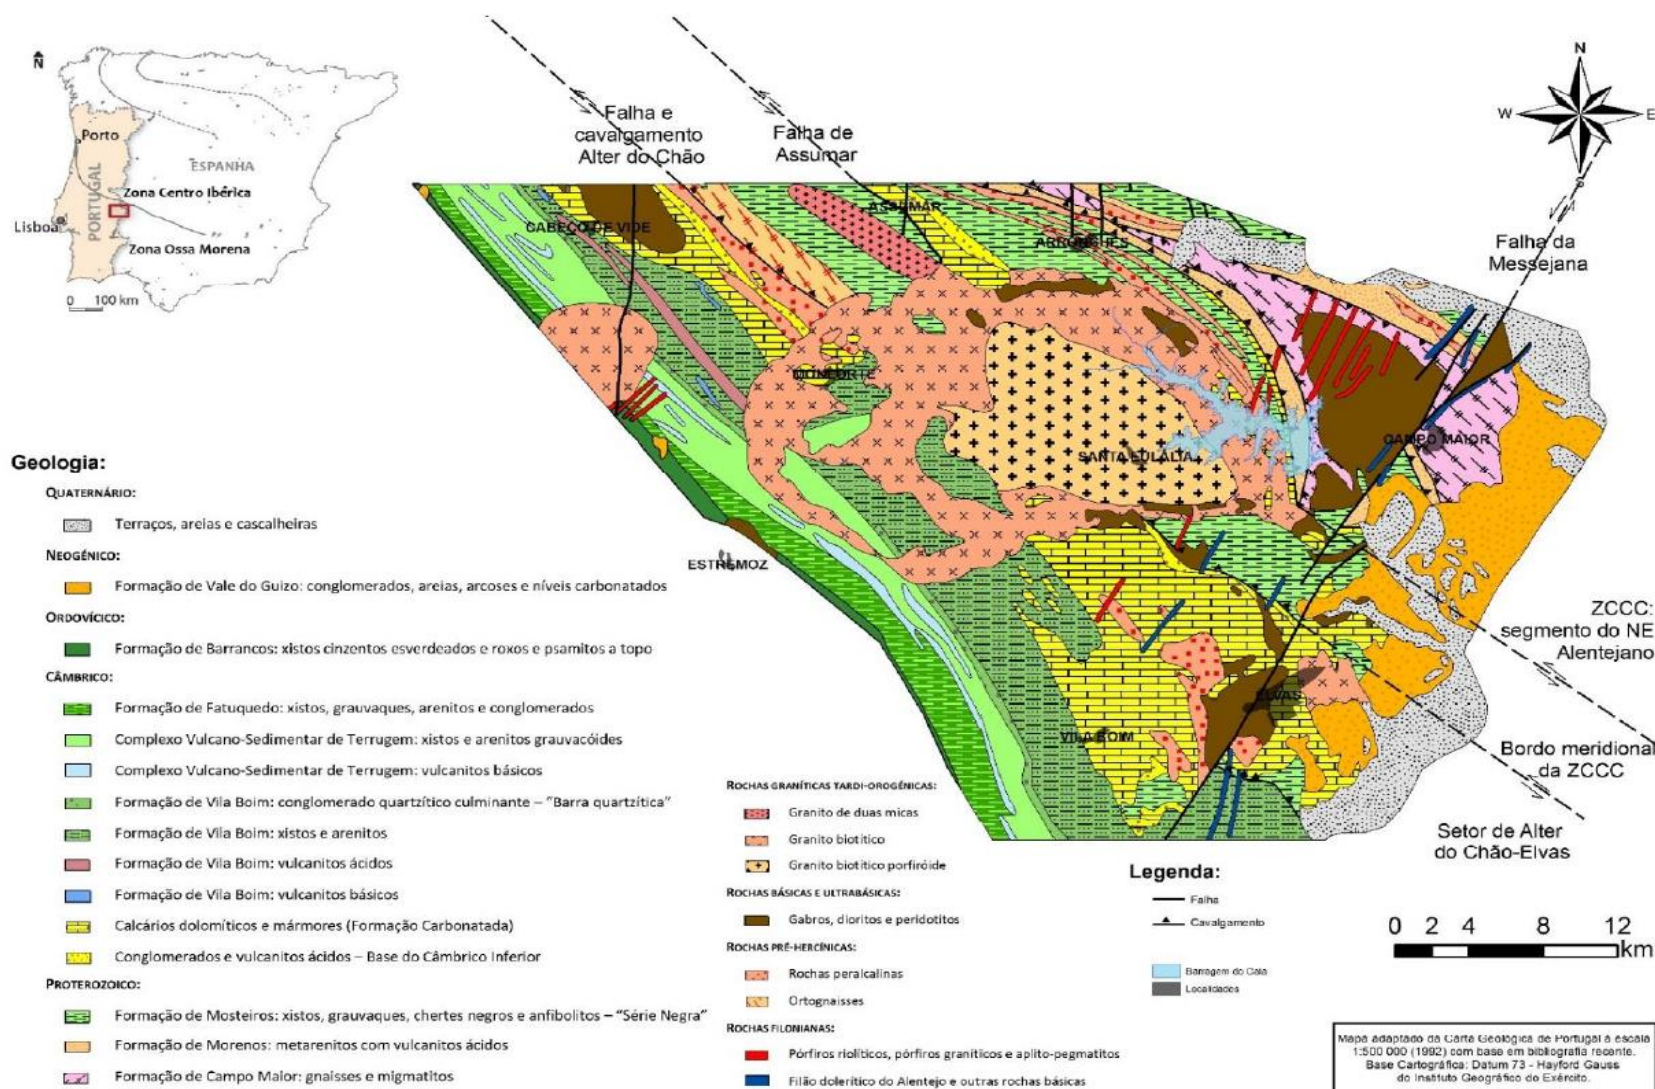 N
Porto
PORTUGAL
ESPANHA
Zona Centro Ibérica
Lisboa
Zona Ossa Morena
0 100 km
Falha e
cavalgamento
Alter do Chão
Falha de
Assumar
N
W
E
S
Falha da
Messejana
CABEÇO DE VIDE
ASSUMAR
ARRONCHES
MONFORTE
SANTA EULÁLIA
CAMPO MAIOR
ESTREMOZ
ELVAS
VILA BOIM
ZCCC:
segmento do NE
Alentejano
Bordo meridional
da ZCCC
Setor de Alter
do Chão-Elvas
Geologia:
QUATERNÁRIO:
Terraços, areias e cascalheiras
NEOGÉNICO:
Formação de Vale do Guizo: conglomerados, areias, arcoses e níveis carbonatados
ORDOVÍCICO:
Formação de Barrancos: xistos cinzentos esverdeados e roxos e psamitos a topo
CÂMBRICO:
Formação de Fatuquedo: xistos, grauvaques, arenitos e conglomerados
Complexo Vulcano-Sedimentar de Terrugem: xistos e arenitos grauvacóides
Complexo Vulcano-Sedimentar de Terrugem: vulcanitos básicos
Formação de Vila Boim: conglomerado quartzítico culminante – “Barra quartzítica”
Formação de Vila Boim: xistos e arenitos
Formação de Vila Boim: vulcanitos ácidos
Formação de Vila Boim: vulcanitos básicos
Calcários dolomíticos e mármores (Formação Carbonatada)
Conglomerados e vulcanitos ácidos – Base do Câmbrico Inferior
PROTEROZOICO:
Formação de Mosteiros: xistos, grauvaques, chertes negros e anfibolitos – “Série Negra”
Formação de Morenos: metarenitos com vulcanitos ácidos
Formação de Campo Maior: gnaisses e migmatitos
ROCHAS GRANÍTICAS TARDI-OROGÉNICAS:
Granito de duas micas
Granito biotítico
Granito biotítico porfiróide
ROCHAS BÁSICAS E ULTRABÁSICAS:
Gabros, dioritos e peridotitos
ROCHAS PRÉ-HERCÍNICAS:
Rochas peralcalinas
Ortognaisses
ROCHAS FILONIANAS:
Pórfiros riolíticos, pórfiros graníticos e aplito-pegmatitos
Filão dolerítico do Alentejo e outras rochas básicas
Legenda:
Falha
Cavalgamento
Barragem do Caia
Localidades
0 2 4 8 12
km
Mapa adaptado da Carta Geológica de Portugal à escala
1:500 000 (1992) com base em bibliografia recente.
Base Cartográfica: Datum 73 - Hayford Gauss
do Instituto Geográfico do Exército.